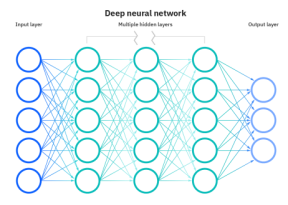 Deep neural network
Input layer
Multiple hidden layers
Output layer